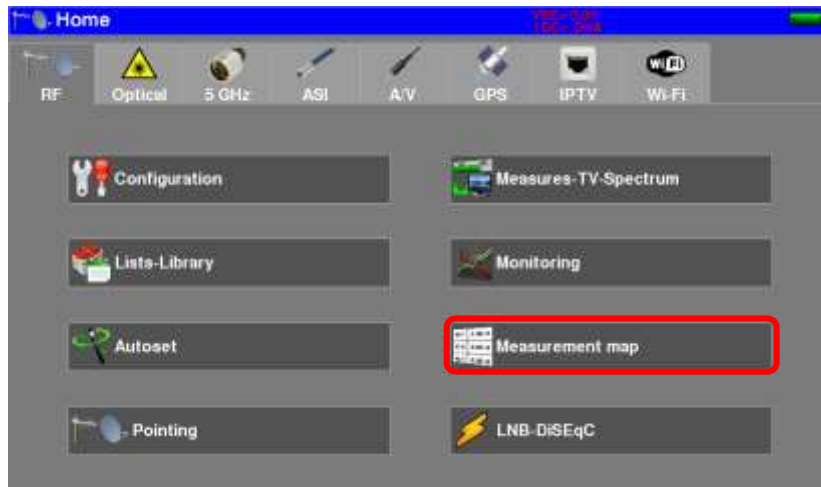 Home
RF Optical 5 GHz ASI A/V GPS IPTV Wi-Fi
Configuration
Measures-TV-Spectrum
Lists-Library
Monitoring
Autoset
Measurement map
Pointing
LNB-DiSEqC